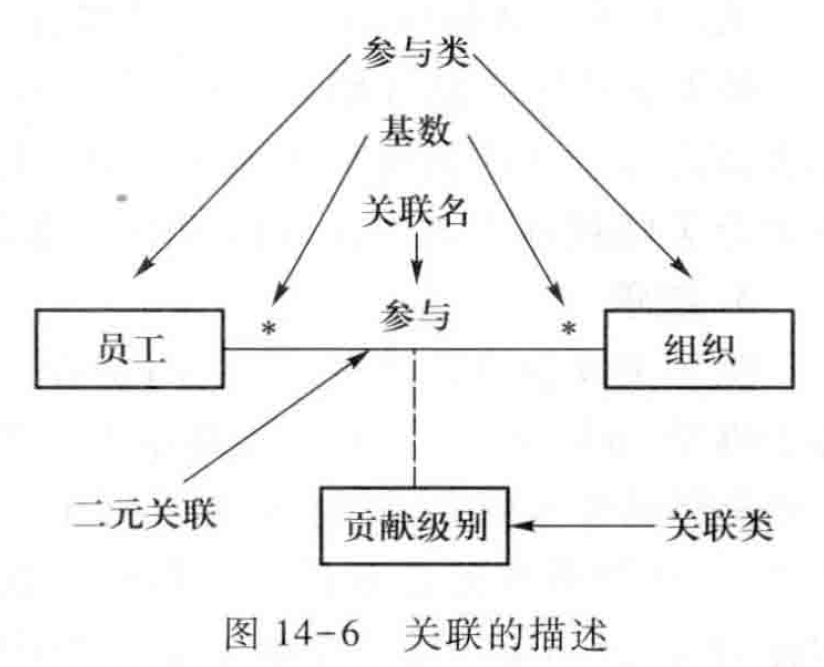 参与类
基数
关联名
参与
* *
员工 组织
二元关联
贡献级别 关联类
图 14-6 关联的描述